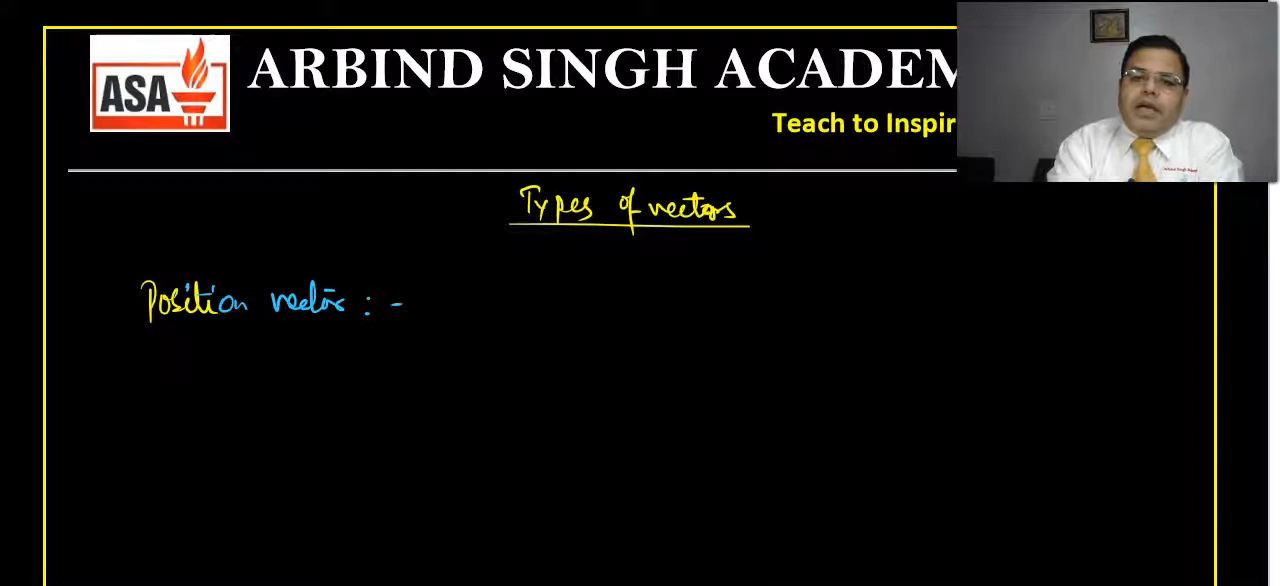 ASA
ARBIND SINGH ACADEM
Teach to Inspir
Types of vectors
Position vector : -